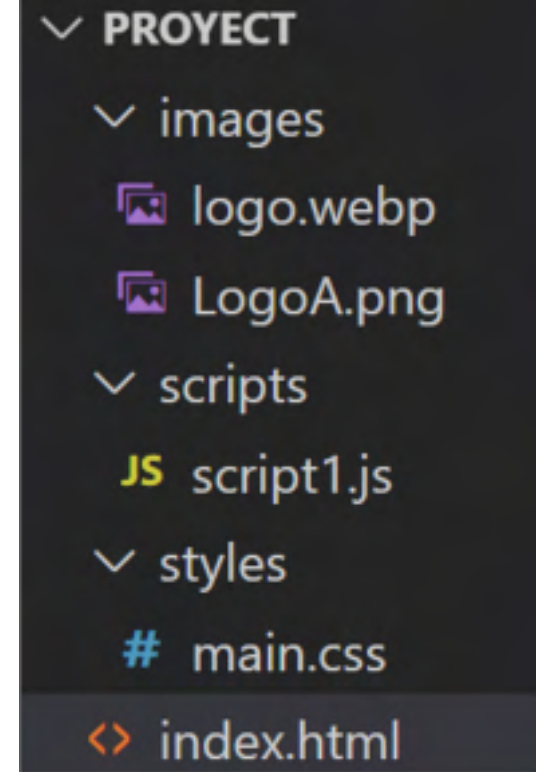 PROYECT
images
logo.webp
LogoA.png
scripts
JS script1.js
styles
# main.css
<> index.html